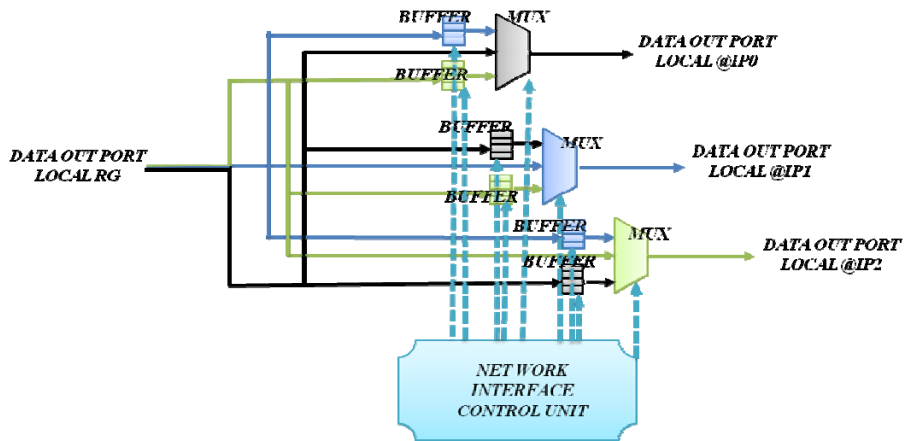 BUFFER
MUX
DATA OUT PORT
LOCAL @IP0
BUFFER
BUFFER
MUX
DATA OUT PORT
LOCAL RG
DATA OUT PORT
LOCAL @IP1
BUFFER
BUFFER
MUX
DATA OUT PORT
LOCAL @IP2
BUFFER
NET WORK
INTERFACE
CONTROL UNIT